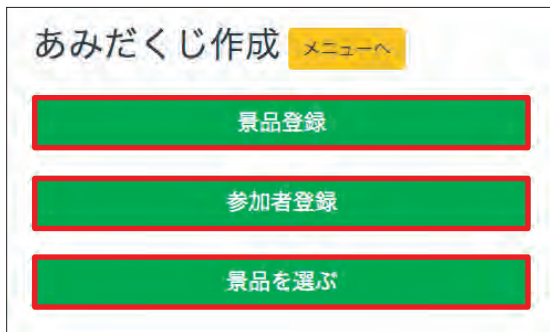 あみだくじ作成 メニューへ
景品登録
参加者登録
景品を選ぶ